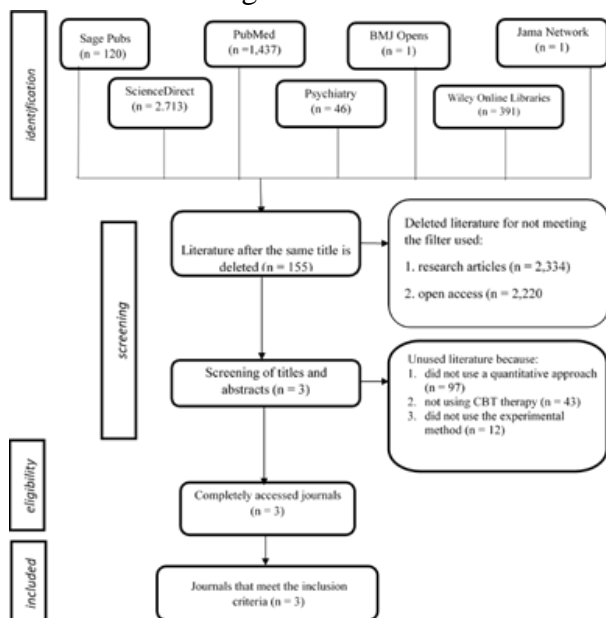 identification
Sage Pubs
(n = 120)
PubMed
(n =1,437)
BMJ Opens
(n = 1)
Jama Network
(n = 1)
ScienceDirect
(n = 2.713)
Psychiatry
(n = 46)
Wiley Online Libraries
(n = 391)
screening
Literature after the same title is
deleted (n = 155)
Deleted literature for not meeting
the filter used:
1. research articles (n = 2,334)
2. open access (n = 2,220
Screening of titles and
abstracts (n = 3)
Unused literature because:
1. did not use a quantitative approach
(n = 97)
2. not using CBT therapy (n = 43)
3. did not use the experimental
method (n = 12)
eligibility
Completely accessed journals
(n = 3)
included
Journals that meet the inclusion
criteria (n = 3)